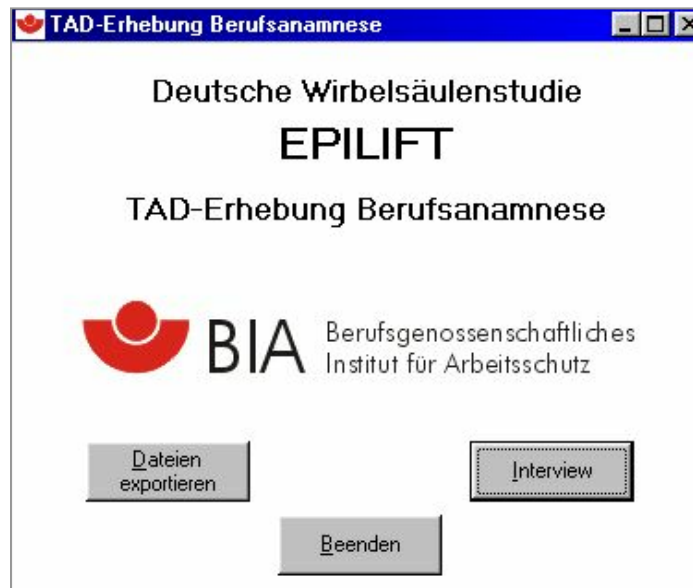 TAD-Erhebung Berufsanamnese
Deutsche Wirbelsäulenstudie
EPILIFT
TAD-Erhebung Berufsanamnese
BIA
Berufsgenossenschaftliches
Institut für Arbeitsschutz
Dateien
exportieren
Interview
Beenden